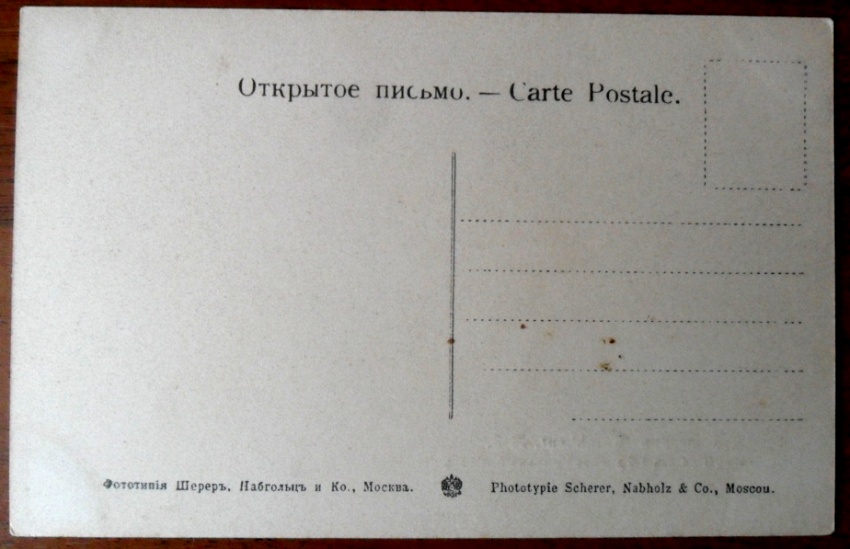 Открытое письмо. — Carte Postale.
Фототипія Шереръ, Набгольцъ и Ко., Москва.
Phototypie Scherer, Nabholz & Co., Moscou.